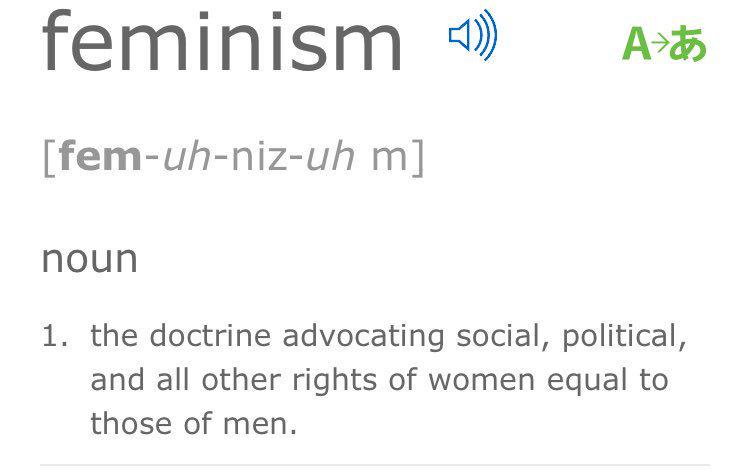 feminism A→あ
[fem-uh-niz-uh m]
noun
1. the doctrine advocating social, political,
and all other rights of women equal to
those of men.